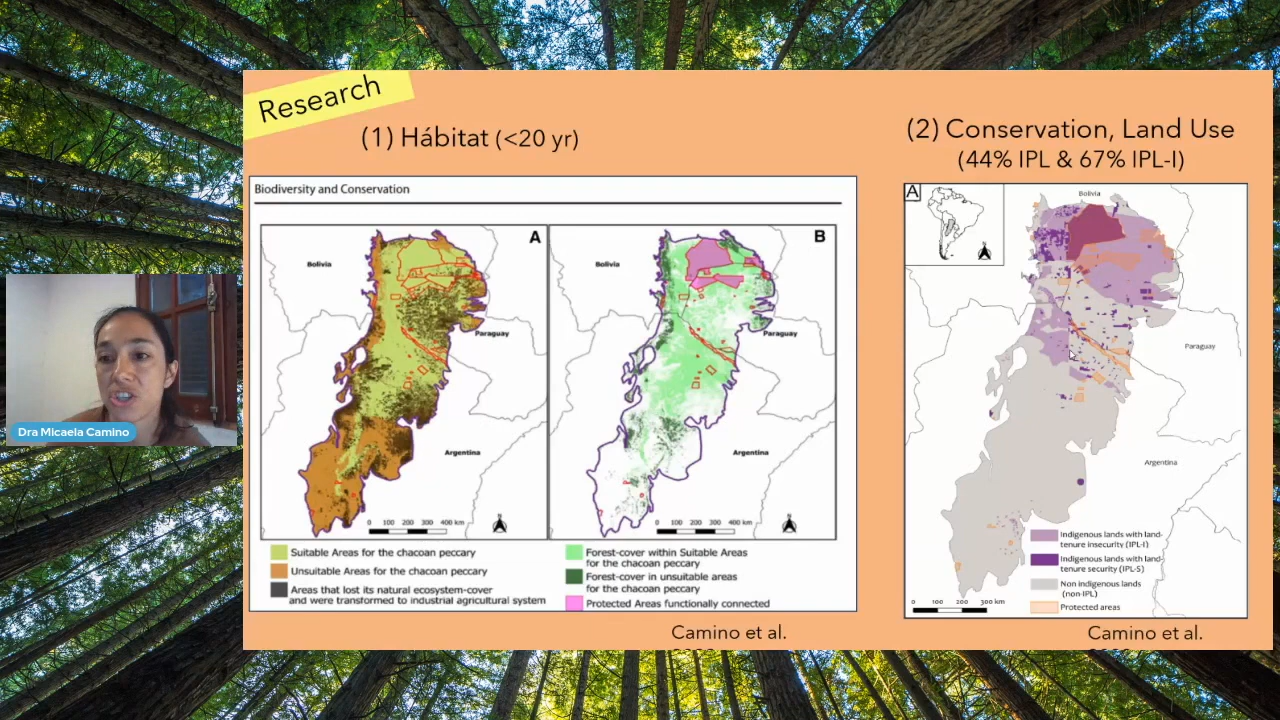 Research
(1) Hábitat (<20 yr)
(2) Conservation, Land Use
(44% IPL & 67% IPL-I)
Biodiversity and Conservation
A
Bolivia
Paraguay
Argentina
0 100 200 300 400 km
N
Suitable Areas for the chacoan peccary
Unsuitable Areas for the chacoan peccary
Areas that lost its natural ecosystem-cover
and were transformed to industrial agricultural system
B
Bolivia
Paraguay
Argentina
0 100 200 300 400 km
N
Forest-cover within Suitable Areas
for the chacoan peccary
Forest-cover in unsuitable areas
for the chacoan peccary
Protected Areas functionally connected
Camino et al.
A
Bolivia
Paraguay
Argentina
Indigenous lands with land-
tenure insecurity (IPL-I)
Indigenous lands with land-
tenure security (IPL-S)
Non indigenous lands
(non-IPL)
Protected areas
0 100 200 300 km
Camino et al.
Dra Micaela Camino